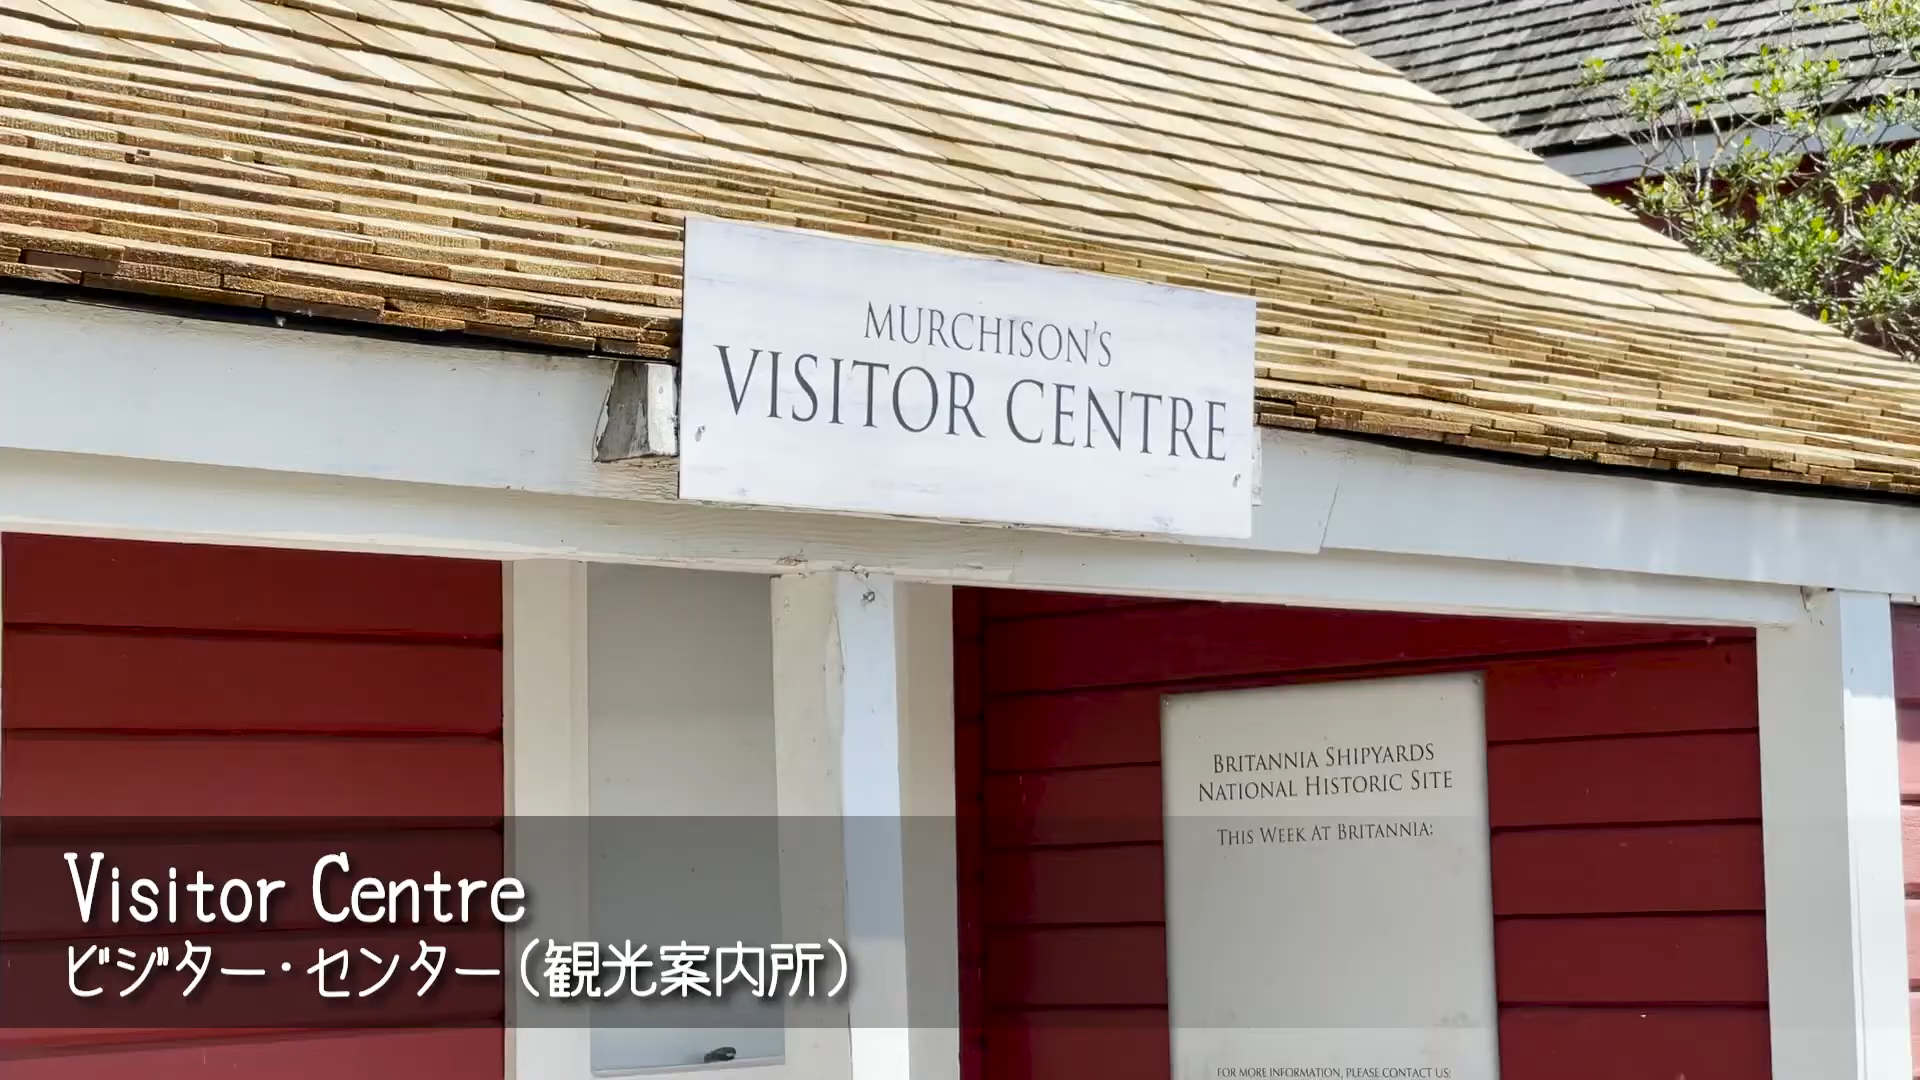 MURCHISON'S
VISITOR CENTRE
BRITANNIA SHIPYARDS
NATIONAL HISTORIC SITE
THIS WEEK AT BRITANNIA:
FOR MORE INFORMATION, PLEASE CONTACT US:
Visitor Centre
ビジター・センター(観光案内所)